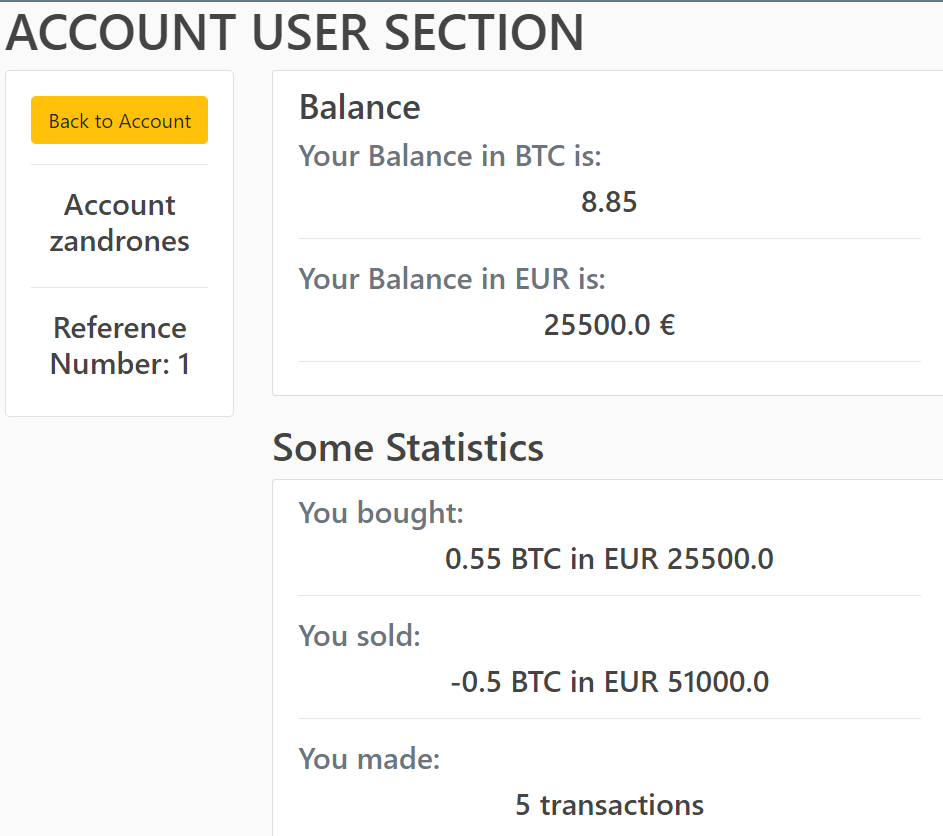 ACCOUNT USER SECTION
Back to Account
Account
zandrones
Reference
Number: 1
Balance
Your Balance in BTC is:
8.85
Your Balance in EUR is:
25500.0 €
Some Statistics
You bought:
0.55 BTC in EUR 25500.0
You sold:
-0.5 BTC in EUR 51000.0
You made:
5 transactions